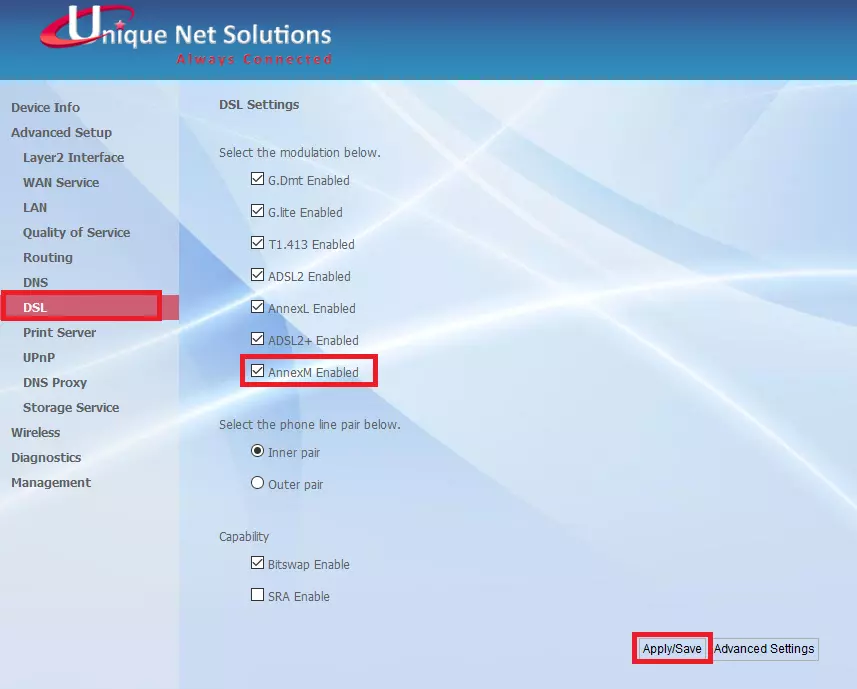 Unique Net Solutions
Always Connected
Device Info
Advanced Setup
Layer2 Interface
WAN Service
LAN
Quality of Service
Routing
DNS
DSL
Print Server
UPnP
DNS Proxy
Storage Service
Wireless
Diagnostics
Management
DSL Settings
Select the modulation below.
G.Dmt Enabled
G.lite Enabled
T1.413 Enabled
ADSL2 Enabled
AnnexL Enabled
ADSL2+ Enabled
AnnexM Enabled
Select the phone line pair below.
Inner pair
Outer pair
Capability
Bitswap Enable
SRA Enable
Apply/Save Advanced Settings